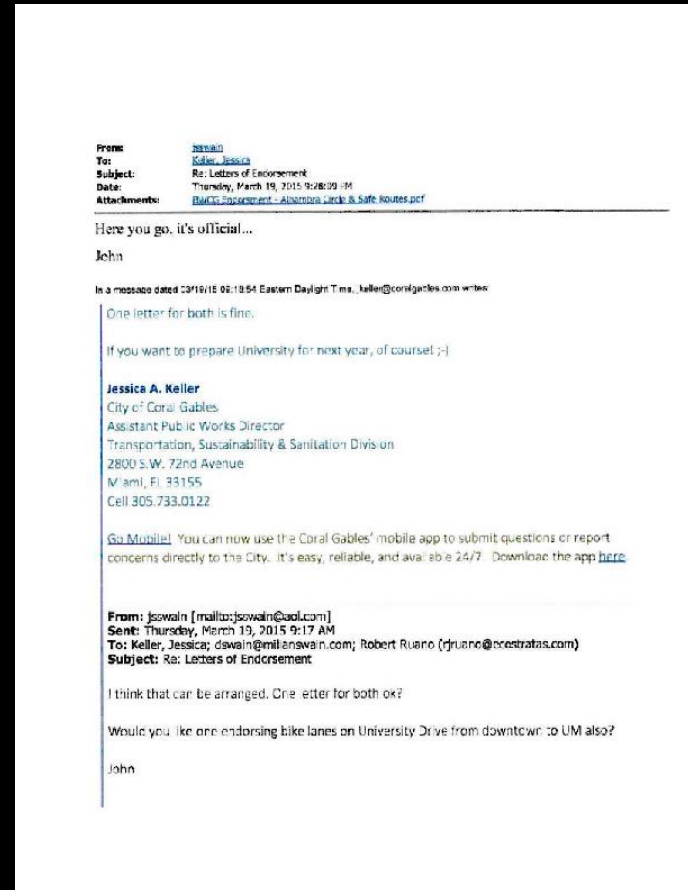 From: jsswain
To: Keller, Jessica
Subject: Re: Letters of Endorsement
Date: Thursday, March 19, 2015 9:28:09 PM
Attachments: Endorsment - Alhambra Circle & Safe Routes.pdf
Here you go, it's official...
John
In a message dated 03/19/15 09:18:54 Eastern Daylight Time, jkeller@coralgables.com writes:
One letter for both is fine.
If you want to prepare University for next year, of course! ;-)
Jessica A. Keller
City of Coral Gables
Assistant Public Works Director
Transportation, Sustainability & Sanitation Division
2800 S.W. 72nd Avenue
Miami, FL 33155
Cell 305.733.0122
Go Mobile! You can now use the Coral Gables' mobile app to submit questions or report
concerns directly to the City. It's easy, reliable, and available 24/7. Download the app here
From: jsswain [mailto:jsswain@aol.com]
Sent: Thursday, March 19, 2015 9:17 AM
To: Keller, Jessica; dswain@milianswain.com; Robert Ruano (rjruano@ecostratas.com)
Subject: Re: Letters of Endorsement
I think that can be arranged. One letter for both ok?
Would you like one endorsing bike lanes on University Drive from downtown to UM also?
John